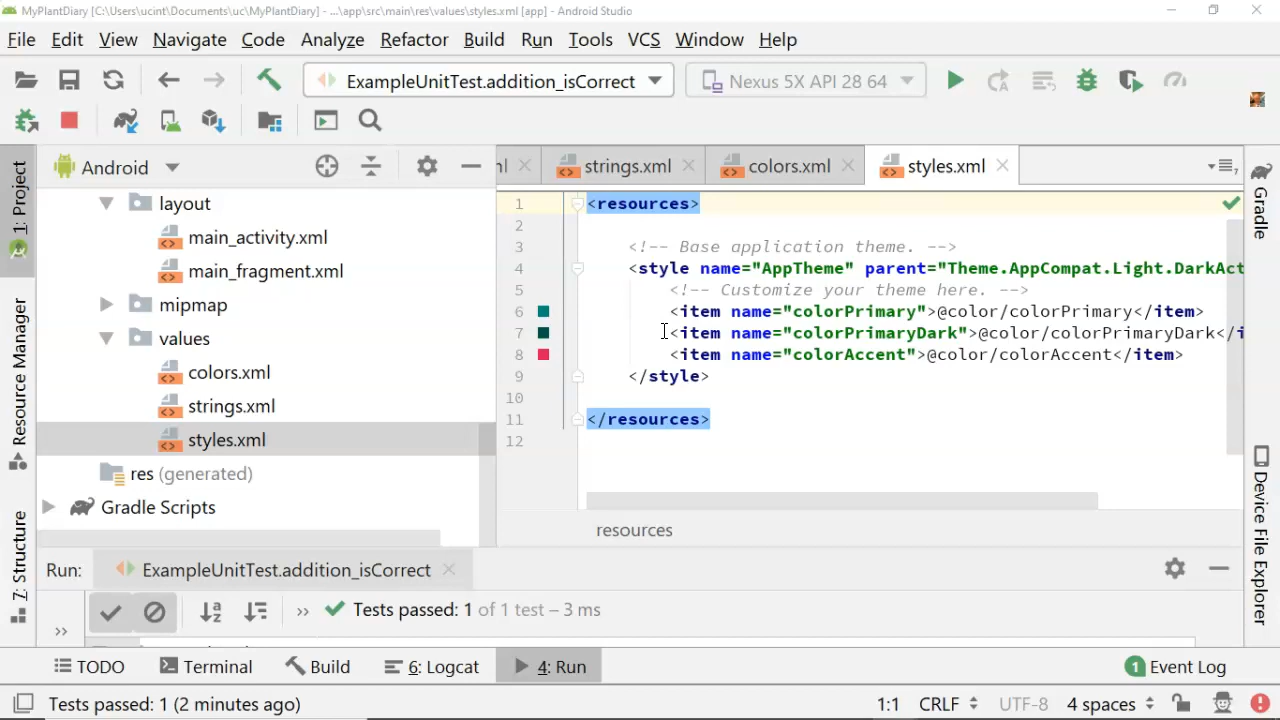 MyPlantDiary [C:\Users\ucint\Documents\uc\MyPlantDiary] - ...\app\src\main\res\values\styles.xml [app] - Android Studio
File Edit View Navigate Code Analyze Refactor Build Run Tools VCS Window Help
ExampleUnitTest.addition_isCorrect Nexus 5X API 28 64
1: Project
Resource Manager
7: Structure
Android
layout
main_activity.xml
main_fragment.xml
mipmap
values
colors.xml
strings.xml
styles.xml
res (generated)
Gradle Scripts
ml strings.xml colors.xml styles.xml
1 <resources>
2
3 <!-- Base application theme. -->
4 <style name="AppTheme" parent="Theme.AppCompat.Light.DarkAct
5 <!-- Customize your theme here. -->
6 <item name="colorPrimary">@color/colorPrimary</item>
7 <item name="colorPrimaryDark">@color/colorPrimaryDark</i
8 <item name="colorAccent">@color/colorAccent</item>
9 </style>
10
11 </resources>
12
resources
Gradle
Device File Explorer
Run: ExampleUnitTest.addition_isCorrect
Tests passed: 1 of 1 test – 3 ms
TODO Terminal Build 6: Logcat 4: Run 1 Event Log
Tests passed: 1 (2 minutes ago) 1:1 CRLF UTF-8 4 spaces